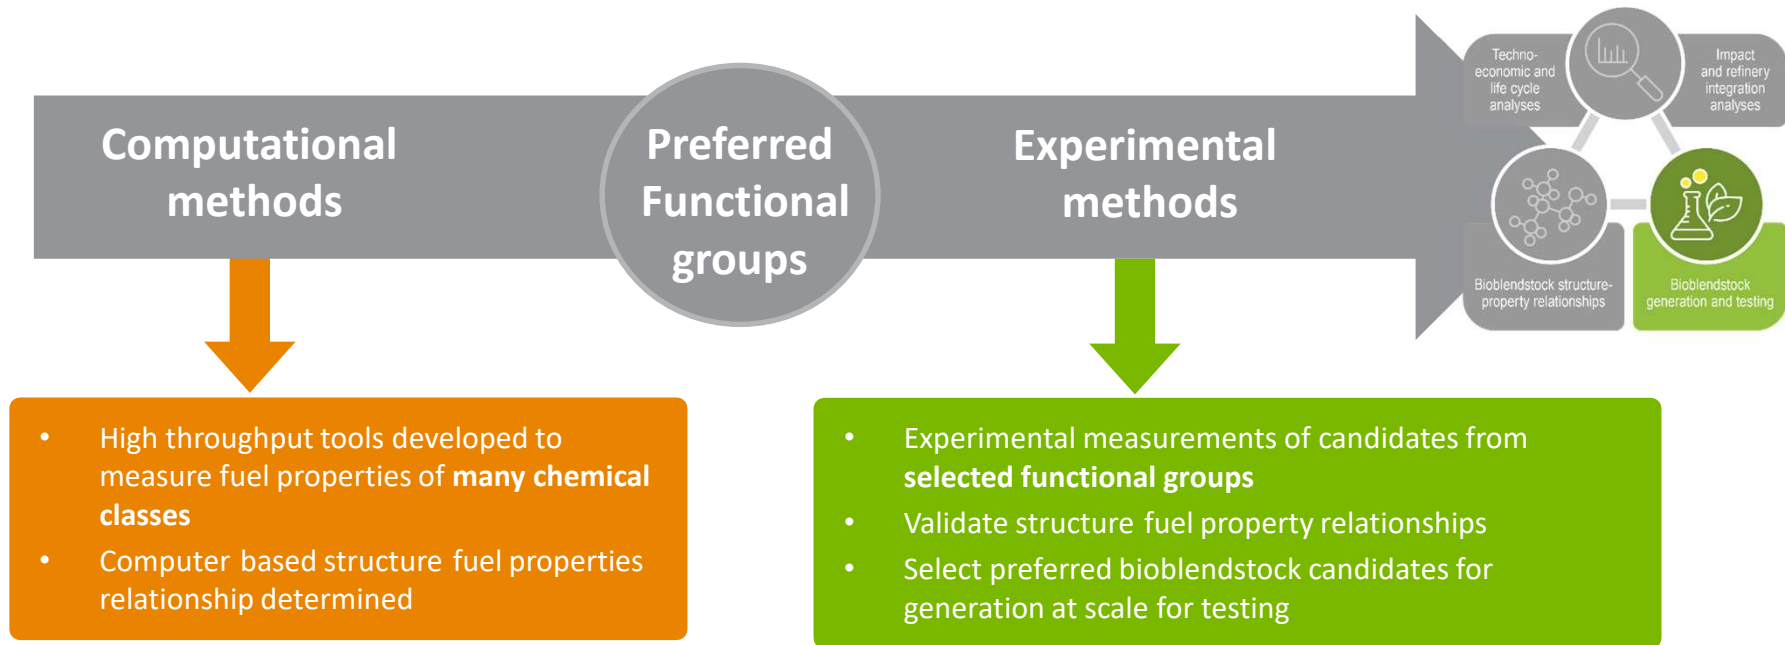 Computational
methods
Preferred
Functional
groups
Experimental
methods
Techno-
economic and
life cycle
analyses
Impact
and refinery
integration
analyses
Bioblendstock structure-
property relationships
Bioblendstock
generation and testing
• High throughput tools developed to
measure fuel properties of many chemical
classes
• Computer based structure fuel properties
relationship determined
• Experimental measurements of candidates from
selected functional groups
• Validate structure fuel property relationships
• Select preferred bioblendstock candidates for
generation at scale for testing